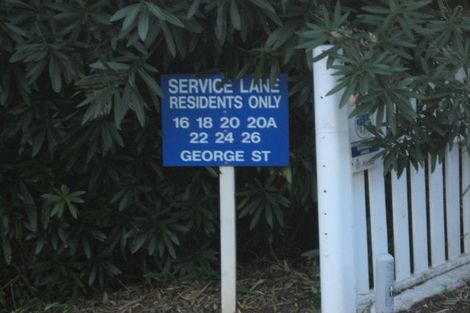 SERVICE LANE
RESIDENTS ONLY
16 18 20 20A
22 24 26
GEORGE ST